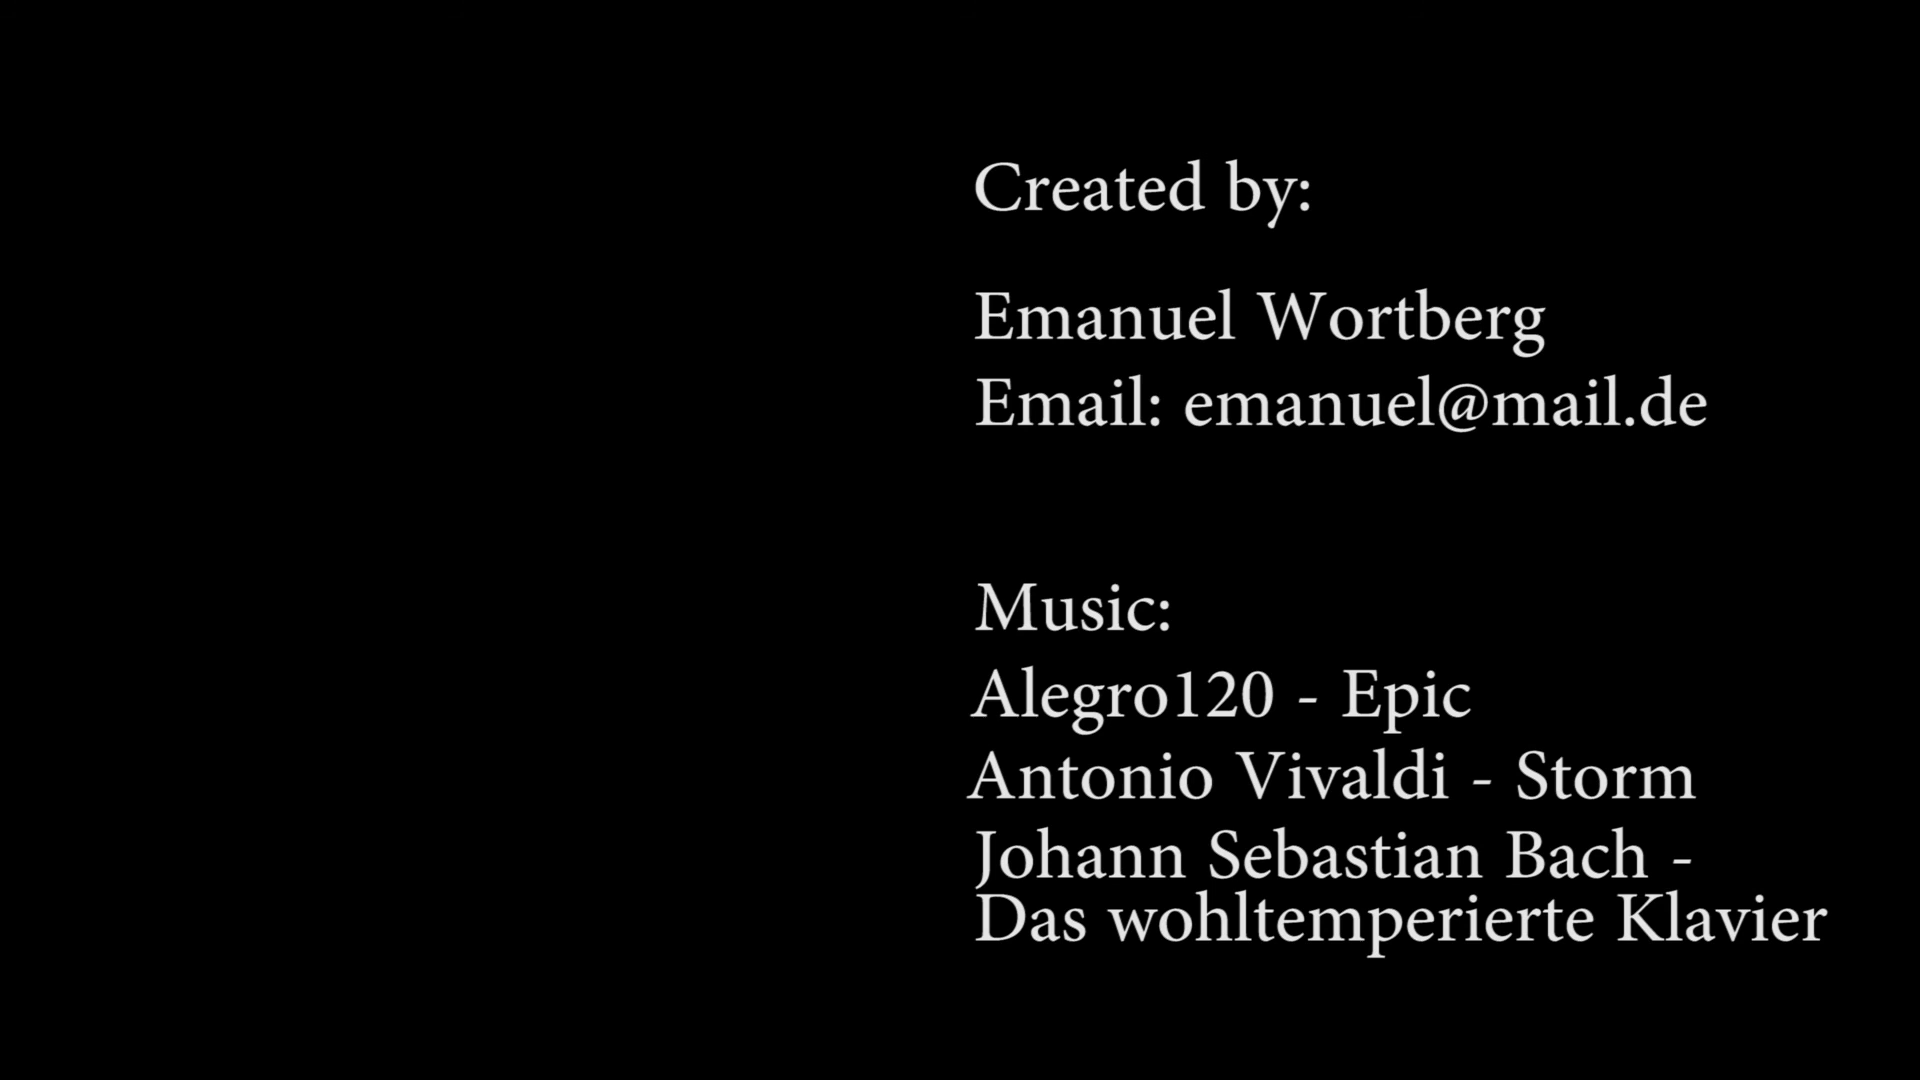 Created by:
Emanuel Wortberg
Email: emanuel@mail.de
Music:
Alegro120 - Epic
Antonio Vivaldi - Storm
Johann Sebastian Bach -
Das wohltemperierte Klavier